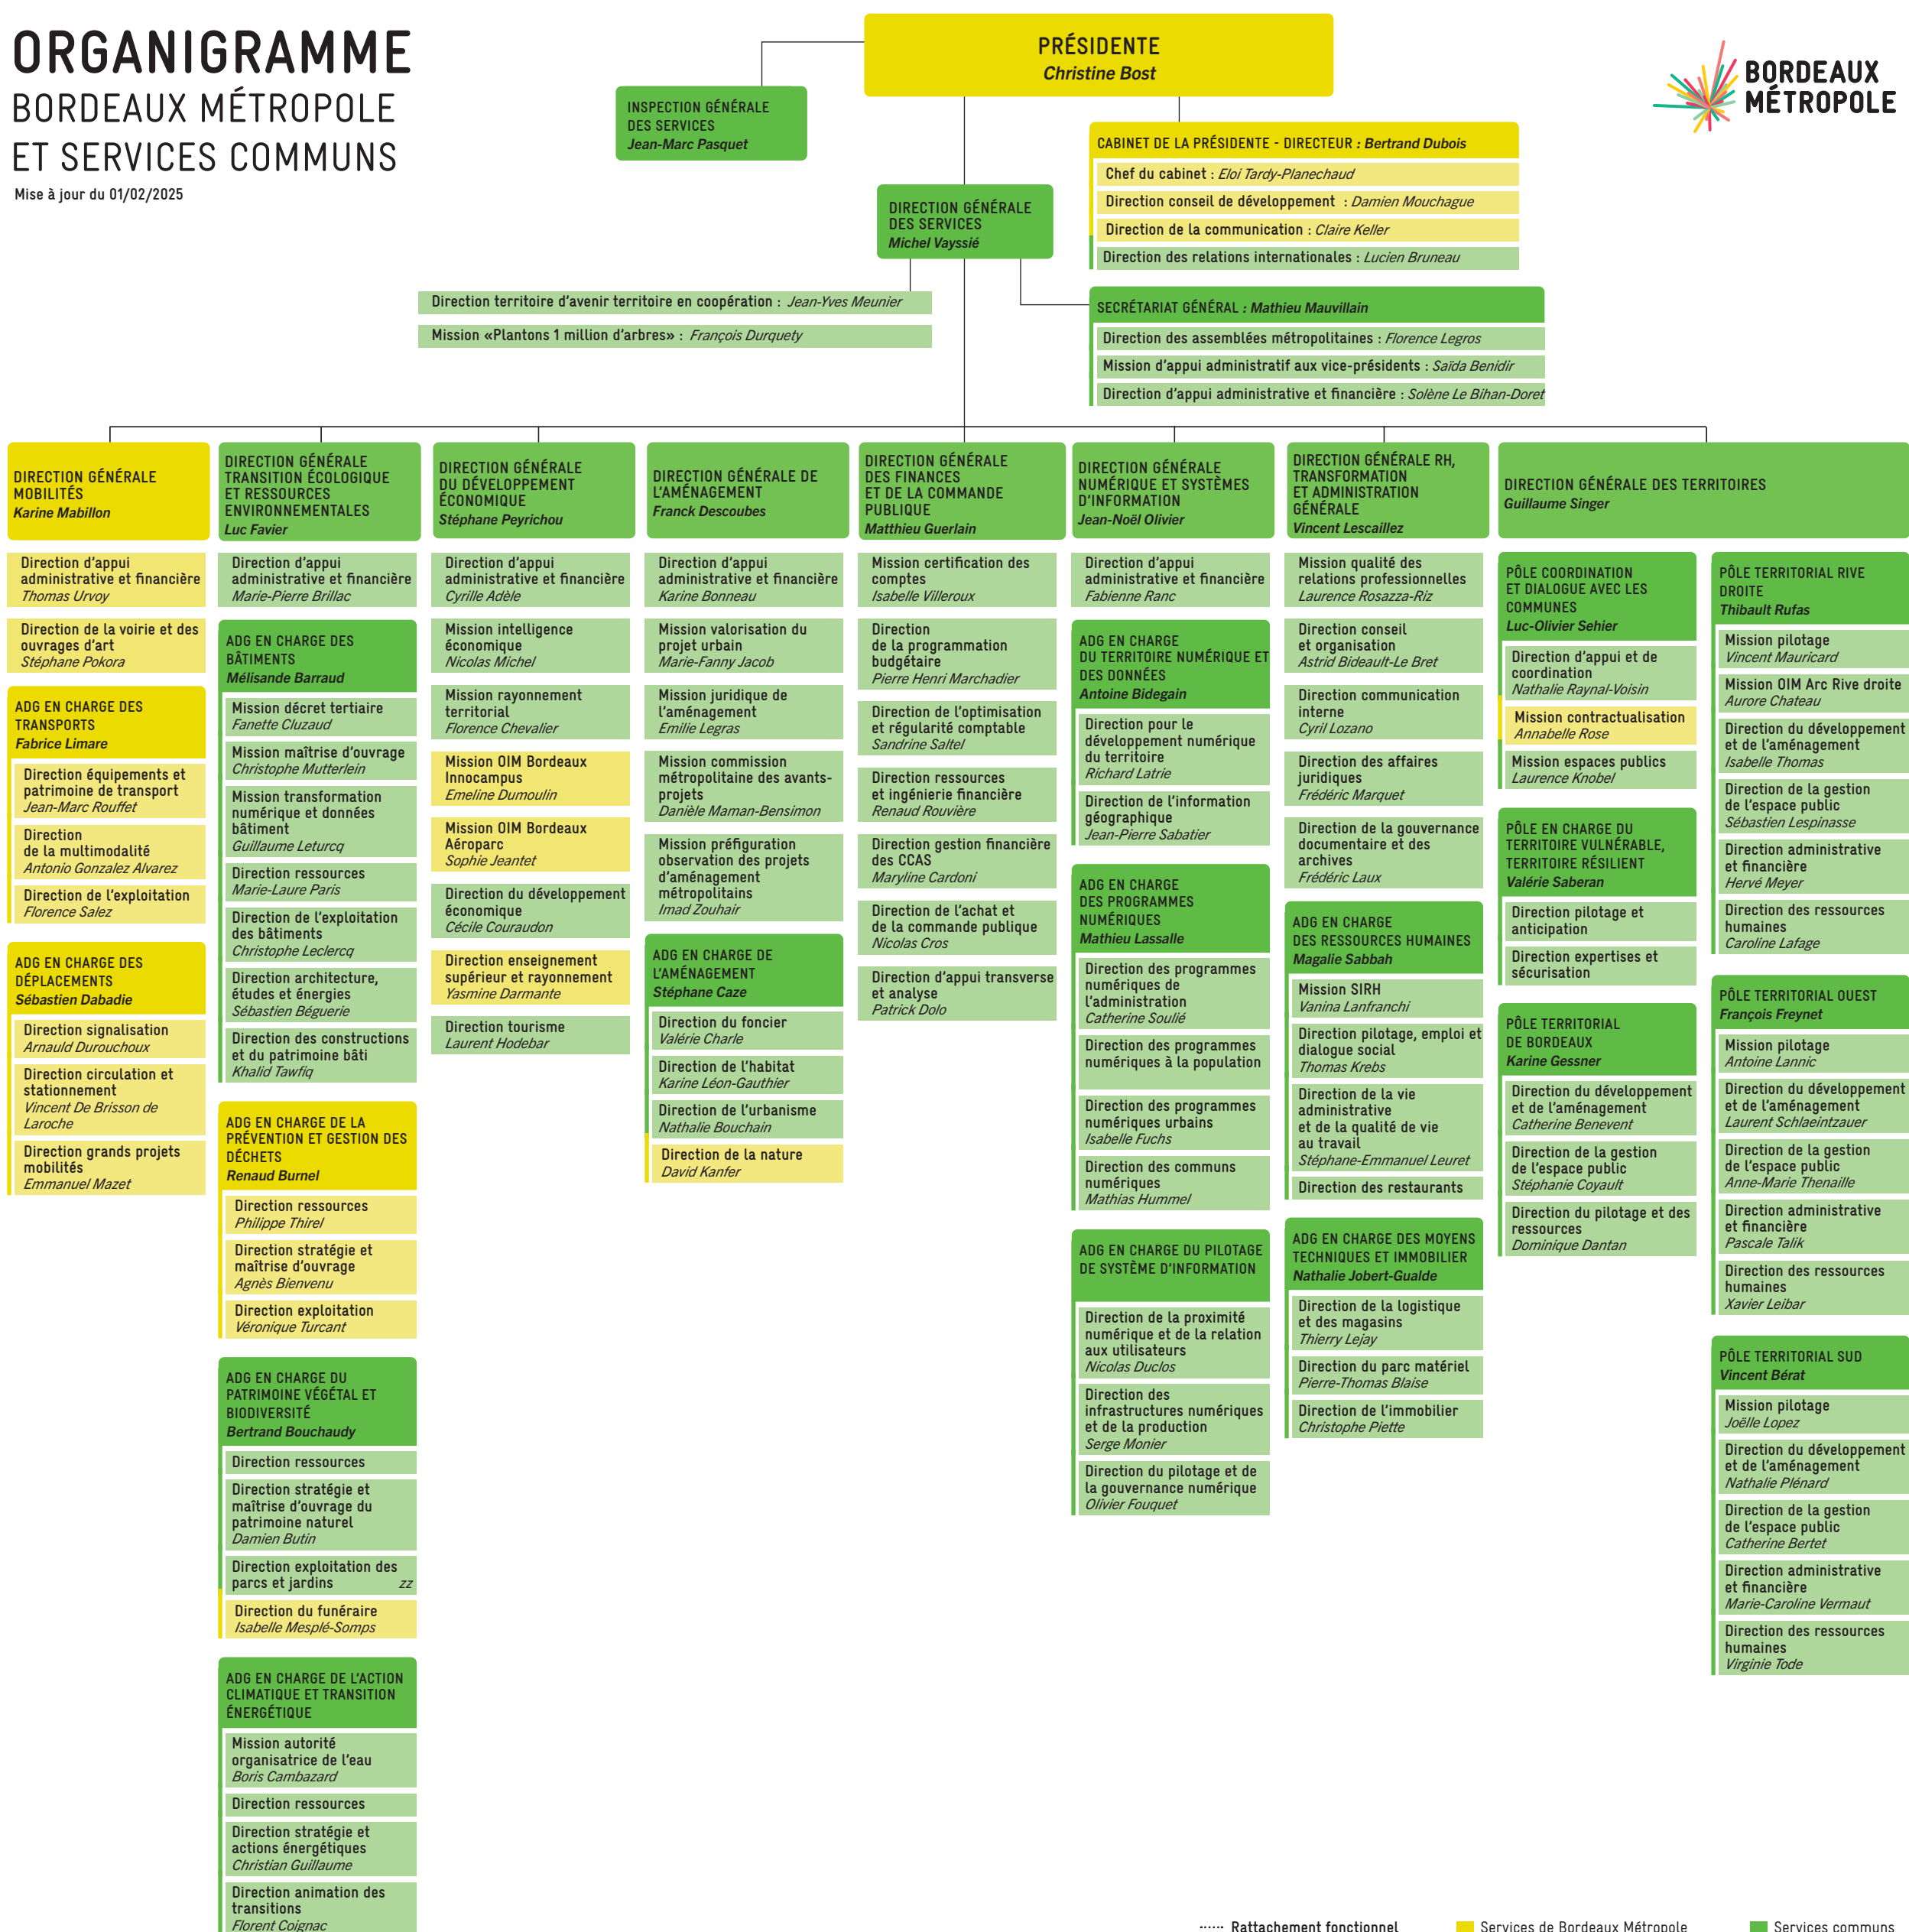 ORGANIGRAMME
BORDEAUX MÉTROPOLE
ET SERVICES COMMUNS
Mise à jour du 01/02/2025
PRÉSIDENTE
Christine Bost
BORDEAUX
MÉTROPOLE
INSPECTION GÉNÉRALE
DES SERVICES
Jean-Marc Pasquet
CABINET DE LA PRÉSIDENTE - DIRECTEUR : Bertrand Dubois
Chef du cabinet : Eloi Tardy-Planechaud
Direction conseil de développement : Damien Mouchague
Direction de la communication : Claire Keller
Direction des relations internationales : Lucien Bruneau
DIRECTION GÉNÉRALE
DES SERVICES
Michel Vayssié
Direction territoire d'avenir territoire en coopération : Jean-Yves Meunier
Mission «Plantons 1 million d'arbres» : François Durquety
SECRÉTARIAT GÉNÉRAL : Mathieu Mauvillain
Direction des assemblées métropolitaines : Florence Legros
Mission d'appui administratif aux vice-présidents : Saïda Benidir
Direction d'appui administrative et financière : Solène Le Bihan-Doret
DIRECTION GÉNÉRALE
MOBILITÉS
Karine Mabillon
Direction d'appui
administrative et financière
Thomas Urvoy
Direction de la voirie et des
ouvrages d'art
Stéphane Pokora
ADG EN CHARGE DES
TRANSPORTS
Fabrice Limare
Direction équipements et
patrimoine de transport
Jean-Marc Rouffet
Direction
de la multimodalité
Antonio Gonzalez Alvarez
Direction de l'exploitation
Florence Salez
ADG EN CHARGE DES
DÉPLACEMENTS
Sébastien Dabadie
Direction signalisation
Arnauld Durouchoux
Direction circulation et
stationnement
Vincent De Brisson de
Laroche
Direction grands projets
mobilités
Emmanuel Mazet
DIRECTION GÉNÉRALE
TRANSITION ÉCOLOGIQUE
ET RESSOURCES
ENVIRONNEMENTALES
Luc Favier
Direction d'appui
administrative et financière
Marie-Pierre Brillac
ADG EN CHARGE DES
BÂTIMENTS
Mélisande Barraud
Mission décret tertiaire
Fanette Cluzaud
Mission maîtrise d'ouvrage
Christophe Mutterlein
Mission transformation
numérique et données
bâtiment
Guillaume Leturcq
Direction ressources
Marie-Laure Paris
Direction de l'exploitation
des bâtiments
Christophe Leclercq
Direction architecture,
études et énergies
Sébastien Béguerie
Direction des constructions
et du patrimoine bâti
Khalid Tawfiq
ADG EN CHARGE DE LA
PRÉVENTION ET GESTION DES
DÉCHETS
Renaud Burnel
Direction ressources
Philippe Thirel
Direction stratégie et
maîtrise d'ouvrage
Agnès Bienvenu
Direction exploitation
Véronique Turcant
ADG EN CHARGE DU
PATRIMOINE VÉGÉTAL ET
BIODIVERSITÉ
Bertrand Bouchaudy
Direction ressources
Direction stratégie et
maîtrise d'ouvrage du
patrimoine naturel
Damien Butin
Direction exploitation des
parcs et jardins zz
Direction du funéraire
Isabelle Mesplé-Somps
ADG EN CHARGE DE L'ACTION
CLIMATIQUE ET TRANSITION
ÉNERGÉTIQUE
Mission autorité
organisatrice de l'eau
Boris Cambazard
Direction ressources
Direction stratégie et
actions énergétiques
Christian Guillaume
Direction animation des
transitions
Florent Coignac
DIRECTION GÉNÉRALE
DU DÉVELOPPEMENT
ÉCONOMIQUE
Stéphane Peyrichou
Direction d'appui
administrative et financière
Cyrille Adèle
Mission intelligence
économique
Nicolas Michel
Mission rayonnement
territorial
Florence Chevalier
Mission OIM Bordeaux
Innocampus
Emeline Dumoulin
Mission OIM Bordeaux
Aéroparc
Sophie Jeantet
Direction du développement
économique
Cécile Couraudon
Direction enseignement
supérieur et rayonnement
Yasmine Darmante
Direction tourisme
Laurent Hodebar
DIRECTION GÉNÉRALE DE
L'AMÉNAGEMENT
Franck Descoubes
Direction d'appui
administrative et financière
Karine Bonneau
Mission valorisation du
projet urbain
Marie-Fanny Jacob
Mission juridique de
l'aménagement
Emilie Legras
Mission commission
métropolitaine des avants-
projets
Danièle Maman-Bensimon
Mission préfiguration
observation des projets
d'aménagement
métropolitains
Imad Zouhair
ADG EN CHARGE DE
L'AMÉNAGEMENT
Stéphane Caze
Direction du foncier
Valérie Charle
Direction de l'habitat
Karine Léon-Gauthier
Direction de l'urbanisme
Nathalie Bouchain
Direction de la nature
David Kanfer
DIRECTION GÉNÉRALE
DES FINANCES
ET DE LA COMMANDE
PUBLIQUE
Matthieu Guerlain
Mission certification des
comptes
Isabelle Villeroux
Direction
de la programmation
budgétaire
Pierre Henri Marchadier
Direction de l'optimisation
et régularité comptable
Sandrine Saltel
Direction ressources
et ingénierie financière
Renaud Rouvière
Direction gestion financière
des CCAS
Maryline Cardoni
Direction de l'achat et
de la commande publique
Nicolas Cros
Direction d'appui transverse
et analyse
Patrick Dolo
DIRECTION GÉNÉRALE
NUMÉRIQUE ET SYSTÈMES
D'INFORMATION
Jean-Noël Olivier
Direction d'appui
administrative et financière
Fabienne Ranc
ADG EN CHARGE
DU TERRITOIRE NUMÉRIQUE ET
DES DONNÉES
Antoine Bidegain
Direction pour le
développement numérique
du territoire
Richard Latrie
Direction de l'information
géographique
Jean-Pierre Sabatier
ADG EN CHARGE
DES PROGRAMMES
NUMÉRIQUES
Mathieu Lassalle
Direction des programmes
numériques de
l'administration
Catherine Soulié
Direction des programmes
numériques à la population
Direction des programmes
numériques urbains
Isabelle Fuchs
Direction des communs
numériques
Mathias Hummel
ADG EN CHARGE DU PILOTAGE
DE SYSTÈME D'INFORMATION
Direction de la proximité
numérique et de la relation
aux utilisateurs
Nicolas Duclos
Direction des
infrastructures numériques
et de la production
Serge Monier
Direction du pilotage et de
la gouvernance numérique
Olivier Fouquet
DIRECTION GÉNÉRALE RH,
TRANSFORMATION
ET ADMINISTRATION
GÉNÉRALE
Vincent Lescaillez
Mission qualité des
relations professionnelles
Laurence Rosazza-Riz
Direction conseil
et organisation
Astrid Bideault-Le Bret
Direction communication
interne
Cyril Lozano
Direction des affaires
juridiques
Frédéric Marquet
Direction de la gouvernance
documentaire et des
archives
Frédéric Laux
ADG EN CHARGE
DES RESSOURCES HUMAINES
Magalie Sabbah
Mission SIRH
Vanina Lanfranchi
Direction pilotage, emploi et
dialogue social
Thomas Krebs
Direction de la vie
administrative
et de la qualité de vie
au travail
Stéphane-Emmanuel Leuret
Direction des restaurants
ADG EN CHARGE DES MOYENS
TECHNIQUES ET IMMOBILIER
Nathalie Jobert-Gualde
Direction de la logistique
et des magasins
Thierry Lejay
Direction du parc matériel
Pierre-Thomas Blaise
Direction de l'immobilier
Christophe Piette
DIRECTION GÉNÉRALE DES TERRITOIRES
Guillaume Singer
PÔLE COORDINATION
ET DIALOGUE AVEC LES
COMMUNES
Luc-Olivier Sehier
Direction d'appui et de
coordination
Nathalie Raynal-Voisin
Mission contractualisation
Annabelle Rose
Mission espaces publics
Laurence Knobel
PÔLE EN CHARGE DU
TERRITOIRE VULNÉRABLE,
TERRITOIRE RÉSILIENT
Valérie Saberan
Direction pilotage et
anticipation
Direction expertises et
sécurisation
PÔLE TERRITORIAL
DE BORDEAUX
Karine Gessner
Direction du développement
et de l'aménagement
Catherine Benevent
Direction de la gestion
de l'espace public
Stéphanie Coyault
Direction du pilotage et des
ressources
Dominique Dantan
PÔLE TERRITORIAL RIVE
DROITE
Thibault Rufas
Mission pilotage
Vincent Mauricard
Mission OIM Arc Rive droite
Aurore Chateau
Direction du développement
et de l'aménagement
Isabelle Thomas
Direction de la gestion
de l'espace public
Sébastien Lespinasse
Direction administrative
et financière
Hervé Meyer
Direction des ressources
humaines
Caroline Lafage
PÔLE TERRITORIAL OUEST
François Freynet
Mission pilotage
Antoine Lannic
Direction du développement
et de l'aménagement
Laurent Schlaeintzauer
Direction de la gestion
de l'espace public
Anne-Marie Thenaille
Direction administrative
et financière
Pascale Talik
Direction des ressources
humaines
Xavier Leibar
PÔLE TERRITORIAL SUD
Vincent Bérat
Mission pilotage
Joëlle Lopez
Direction du développement
et de l'aménagement
Nathalie Plénard
Direction de la gestion
de l'espace public
Catherine Bertet
Direction administrative
et financière
Marie-Caroline Vermaut
Direction des ressources
humaines
Virginie Tode
Rattachement fonctionnel
Services de Bordeaux Métropole
Services communs